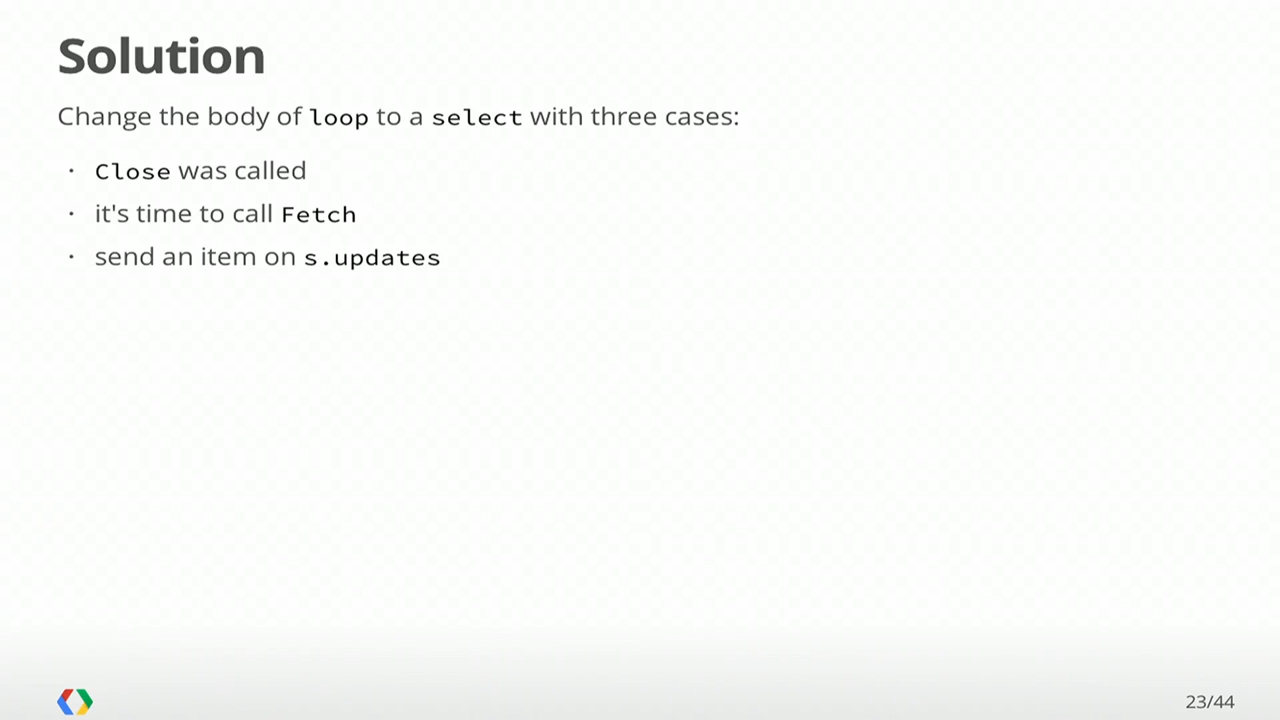 Solution
Change the body of loop to a select with three cases:
· Close was called
· it's time to call Fetch
· send an item on s.updates
23/44